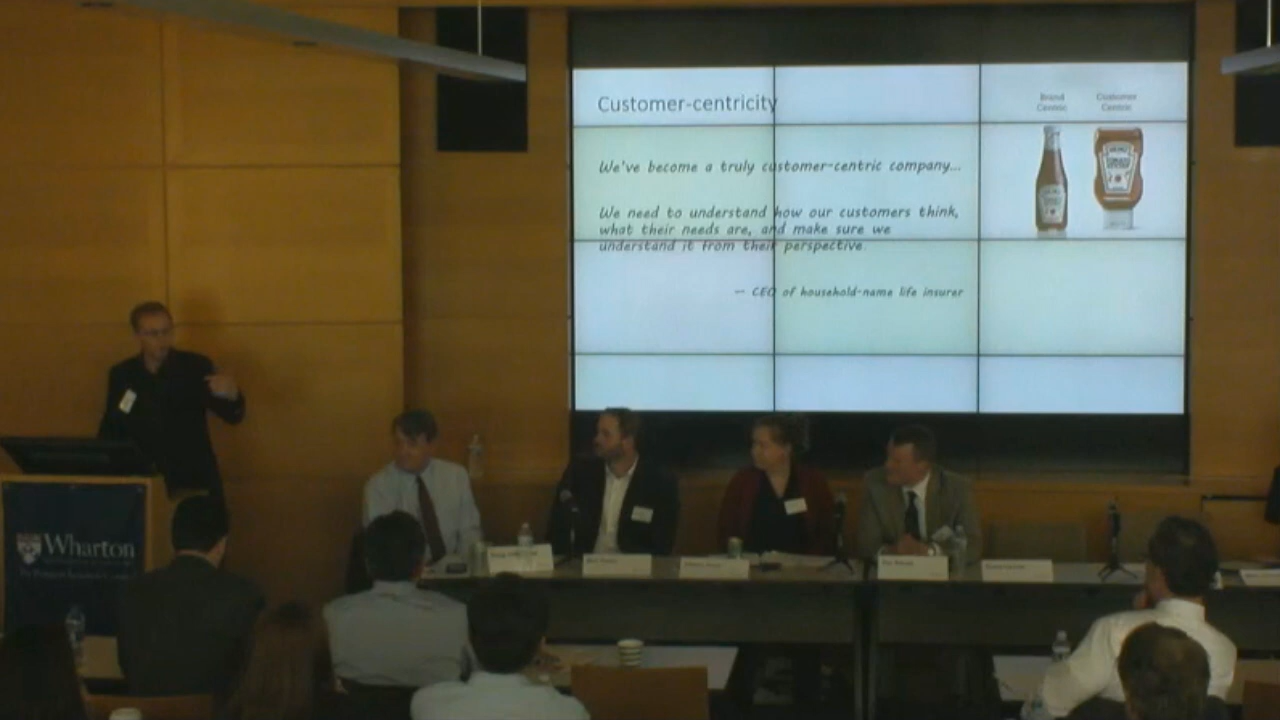 Customer-centricity
Brand Customer
Centric Centric
We've become a truly customer-centric company...
We need to understand how our customers think,
what their needs are, and make sure we
understand it from their perspective.
— CEO of household-name life insurer
HEINZ
HEINZ
Wharton